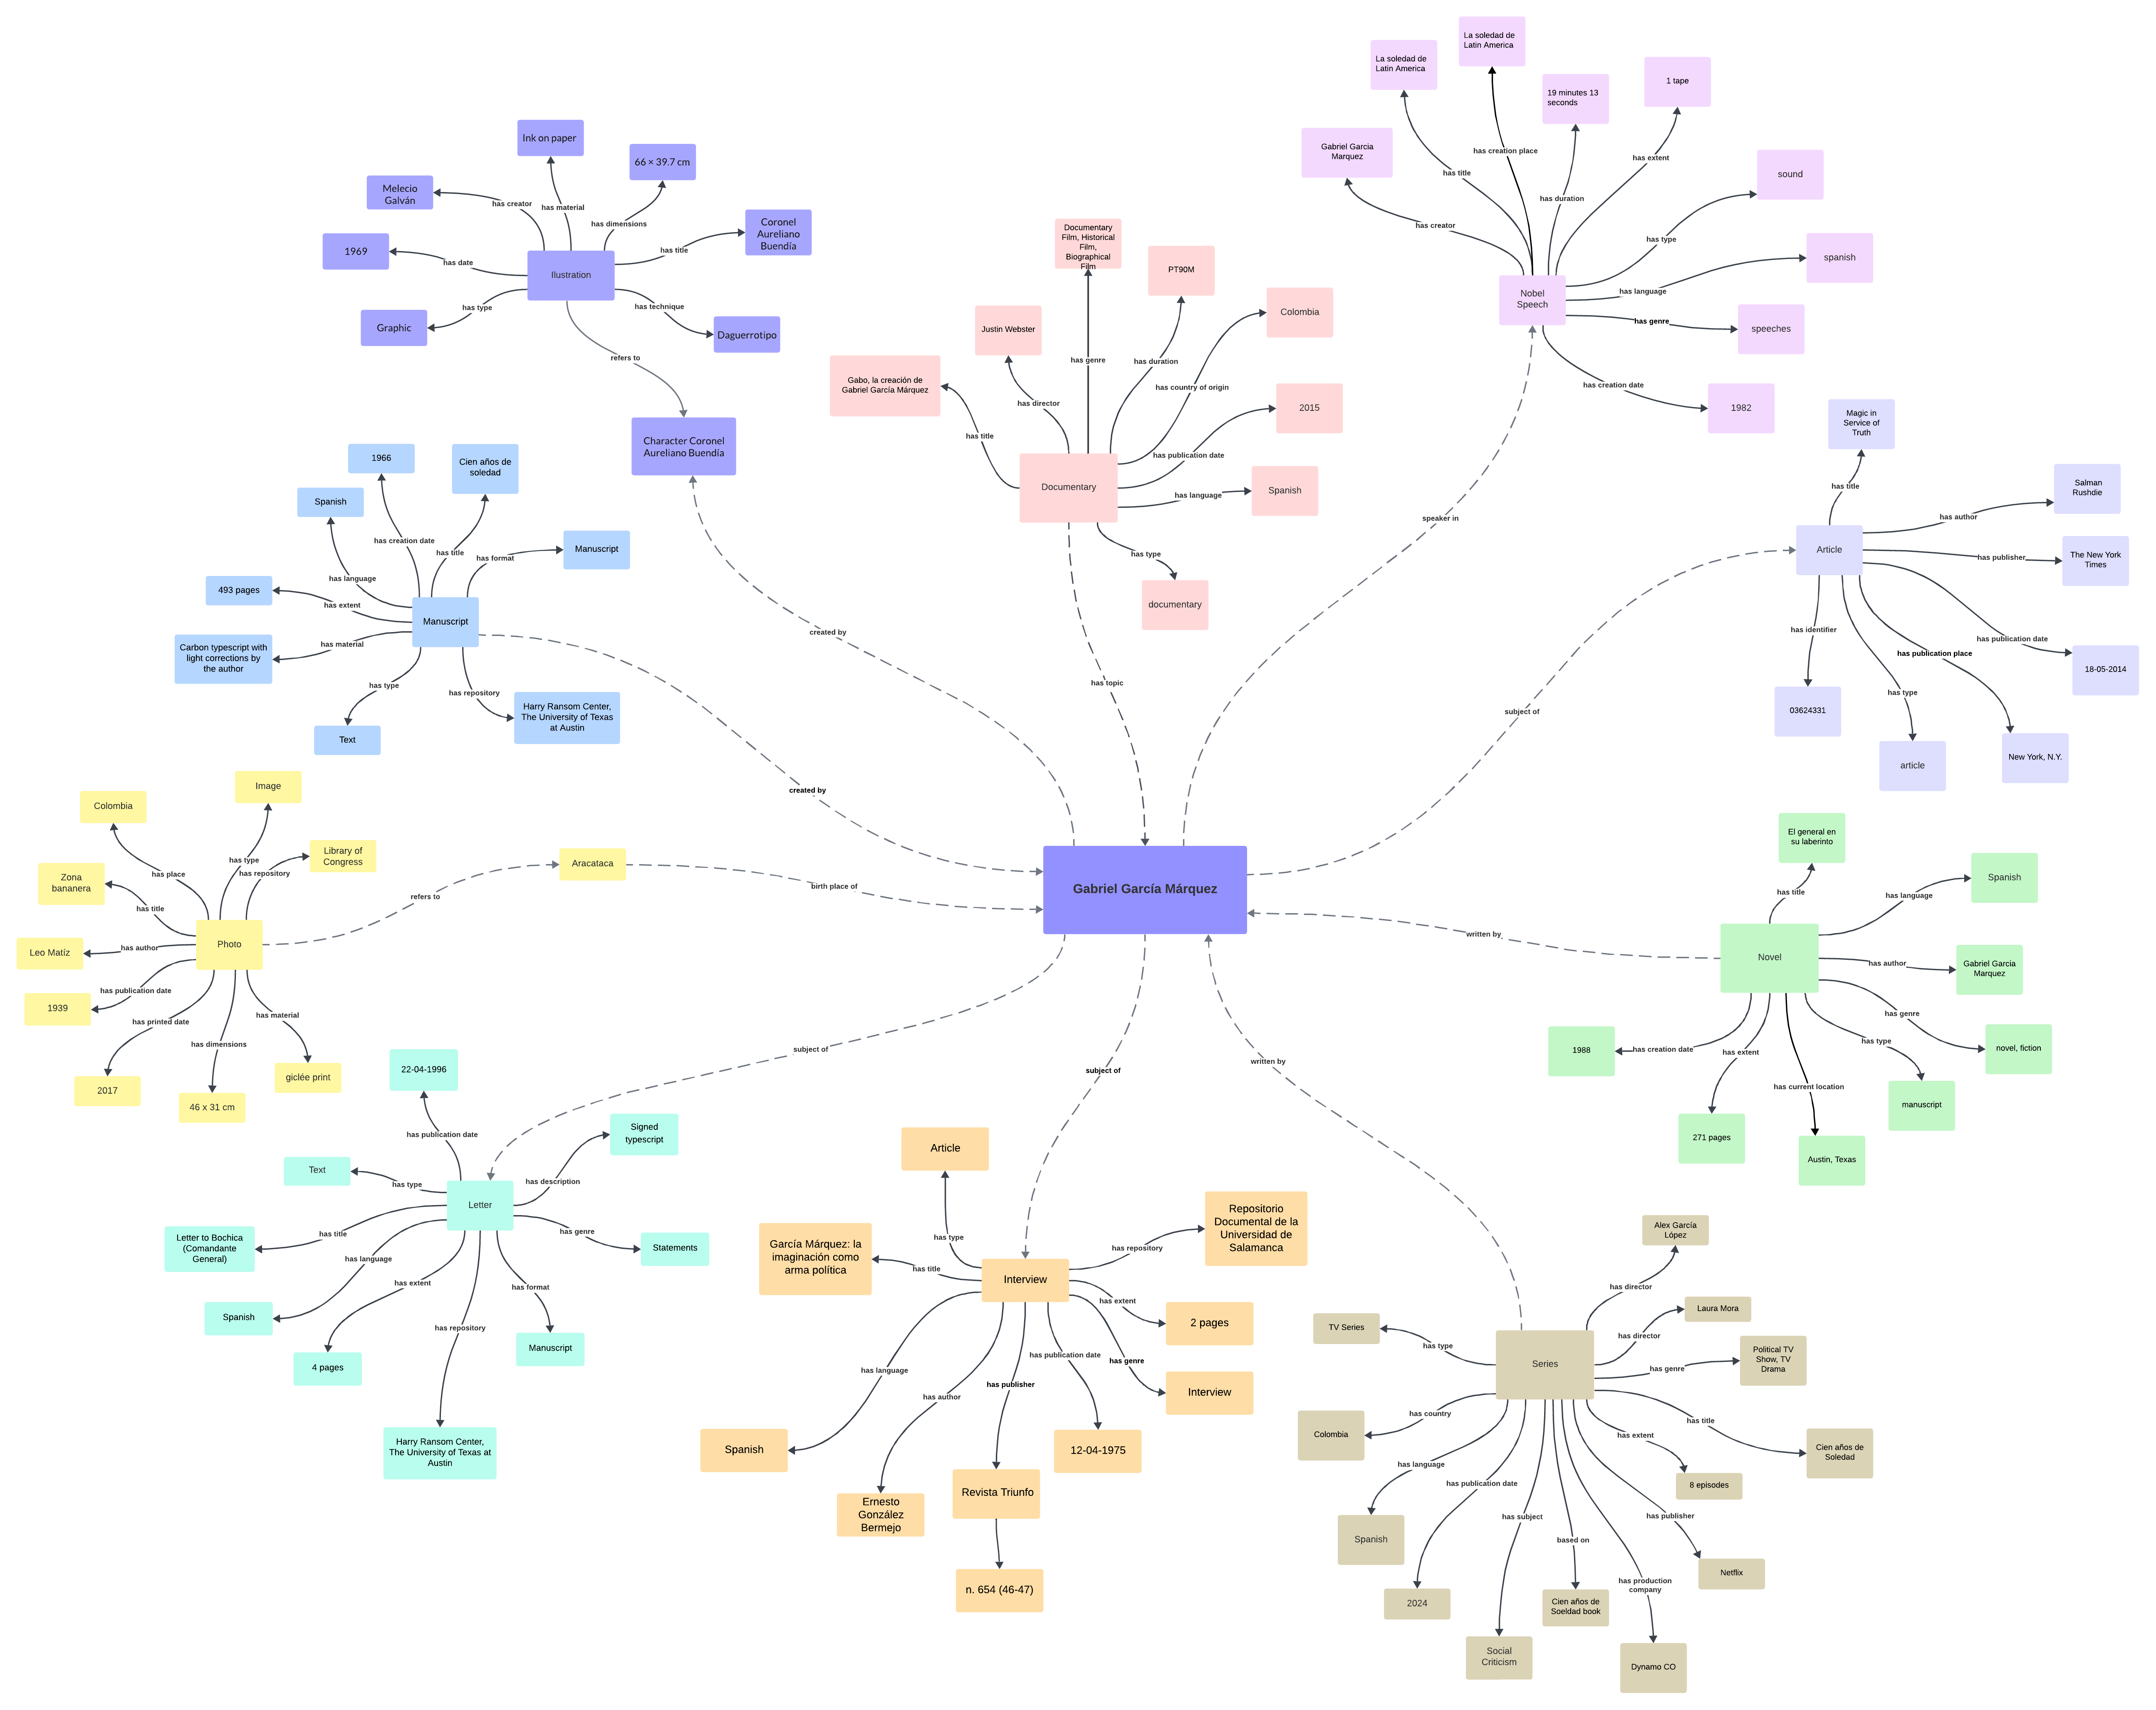 La soledad de
Latin America
La soledad de
Latin America
19 minutes 13
seconds
1 tape
Gabriel Garcia
Marquez
sound
spanish
speeches
1982
has creation place
has title
has extent
has duration
has creator
has type
has language
has genre
has creation date
Nobel
Speech
speaker in
Ink on paper
66 × 39.7 cm
Melecio
Galván
Coronel
Aureliano
Buendía
1969
Graphic
Daguerrotipo
has creator
has material
has dimensions
has title
has date
has type
has technique
Ilustration
refers to
Character Coronel
Aureliano Buendía
created by
Documentary
Film, Historical
Film,
Biographical
Film
PT90M
Justin Webster
Colombia
Gabo, la creación de
Gabriel García Márquez
2015
Spanish
documentary
has genre
has duration
has country of origin
has director
has title
has publication date
has language
has type
Documentary
has topic
Magic in
Service of
Truth
Salman
Rushdie
The New York
Times
18-05-2014
New York, N.Y.
article
03624331
has title
has author
has publisher
has identifier
has publication date
has publication place
has type
Article
subject of
1966
Cien años de
soledad
Spanish
Manuscript
493 pages
Carbon typescript with
light corrections by
the author
Text
Harry Ransom Center,
The University of Texas
at Austin
has creation date
has title
has format
has language
has extent
has material
has type
has repository
Manuscript
created by
Image
Colombia
Library of
Congress
Zona
bananera
Leo Matíz
1939
2017
46 x 31 cm
giclée print
has type
has place
has repository
has title
has author
has publication date
has printed date
has dimensions
has material
Photo
refers to
Aracataca
birth place of
Gabriel García Márquez
El general en
su laberinto
Spanish
Gabriel Garcia
Marquez
novel, fiction
manuscript
Austin, Texas
271 pages
1988
has title
has language
has author
has genre
has type
has current location
has extent
has creation date
Novel
written by
22-04-1996
Signed
typescript
Text
Letter to Bochica
(Comandante
General)
Statements
Spanish
4 pages
Manuscript
Harry Ransom Center,
The University of Texas at
Austin
has publication date
has description
has type
has title
has genre
has language
has extent
has format
has repository
Letter
subject of
Article
Repositorio
Documental de la
Universidad de
Salamanca
García Márquez: la
imaginación como
arma política
2 pages
Interview
12-04-1975
Spanish
Revista Triunfo
Ernesto
González
Bermejo
n. 654 (46-47)
has type
has repository
has title
has extent
has publication date
has genre
has language
has author
has publisher
Interview
subject of
Alex García
López
Laura Mora
TV Series
Political TV
Show, TV
Drama
Colombia
Cien años de
Soledad
8 episodes
Spanish
Netflix
2024
Cien años de
Soeldad book
Social
Criticism
Dynamo CO
has director
has director
has type
has genre
has country
has title
has extent
has language
has publication date
has subject
has publisher
based on
has production
company
Series
written by